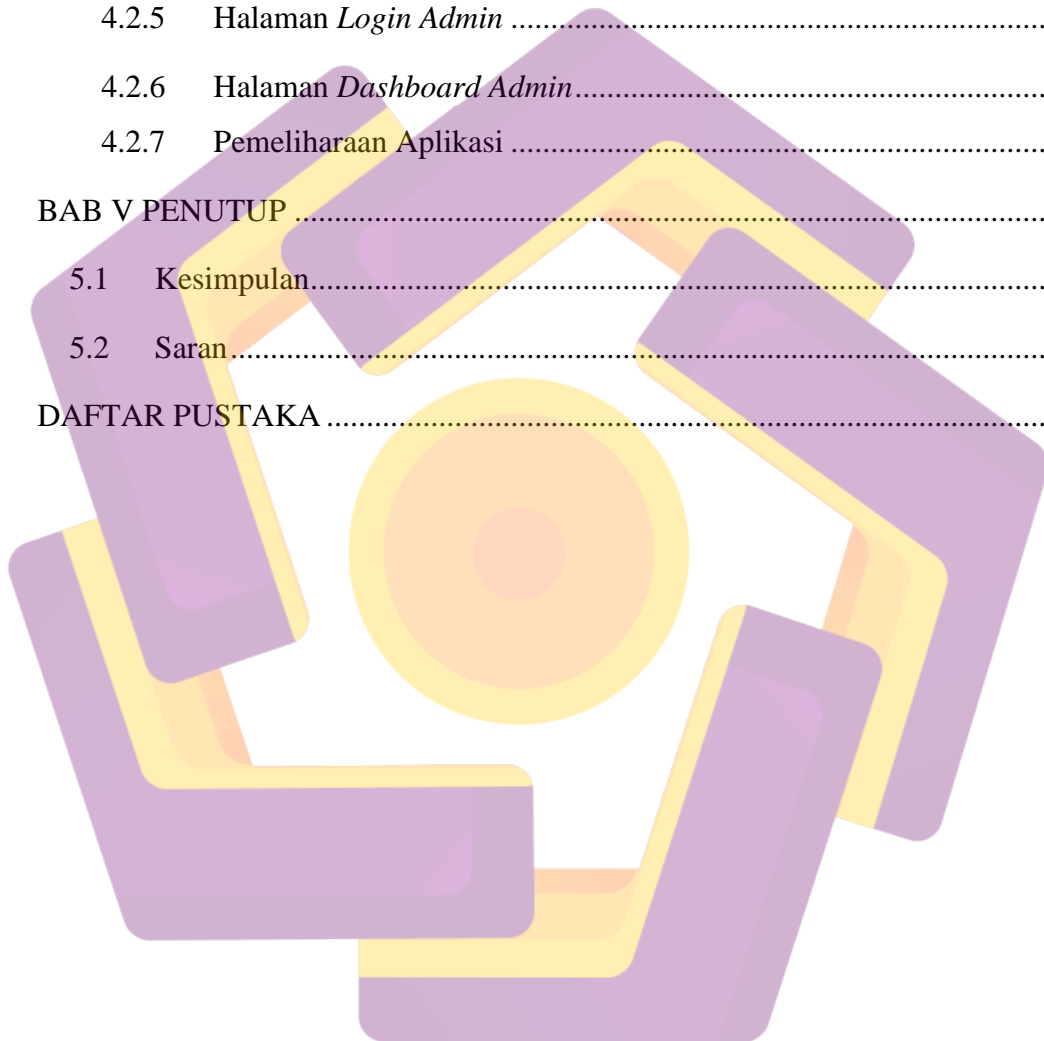 4.2.5 Halaman Login Admin ........................................................................
4.2.6 Halaman Dashboard Admin................................................................
4.2.7 Pemeliharaan Aplikasi ........................................................................
BAB V PENUTUP ...................................................................................................
5.1 Kesimpulan.................................................................................................
5.2 Saran...........................................................................................................
DAFTAR PUSTAKA ...............................................................................................